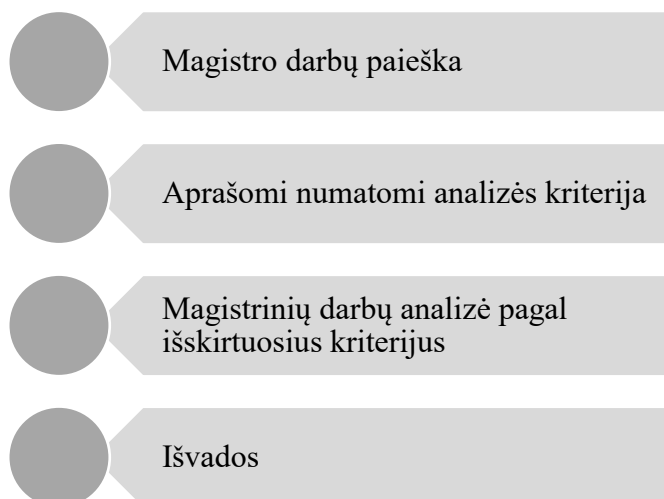 Magistro darbų paieška
Aprašomi numatomi analizės kriterija
Magistrinių darbų analizė pagal
išskirtuosius kriterijus
Išvados